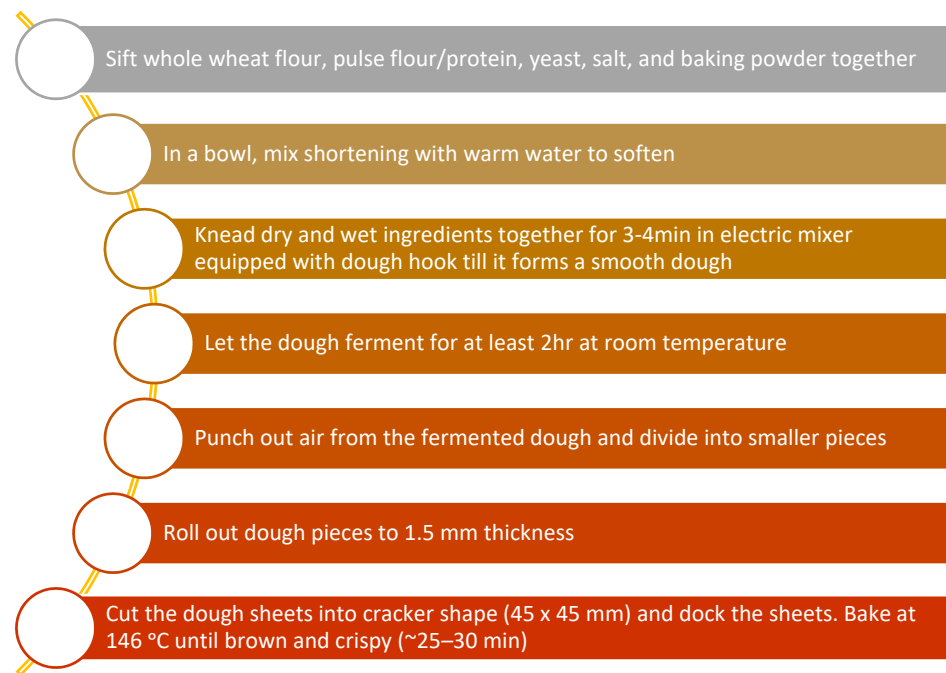 Sift whole wheat flour, pulse flour/protein, yeast, salt, and baking powder together
In a bowl, mix shortening with warm water to soften
Knead dry and wet ingredients together for 3-4min in electric mixer
equipped with dough hook till it forms a smooth dough
Let the dough ferment for at least 2hr at room temperature
Punch out air from the fermented dough and divide into smaller pieces
Roll out dough pieces to 1.5 mm thickness
Cut the dough sheets into cracker shape (45 x 45 mm) and dock the sheets. Bake at
146 °C until brown and crispy (~25–30 min)